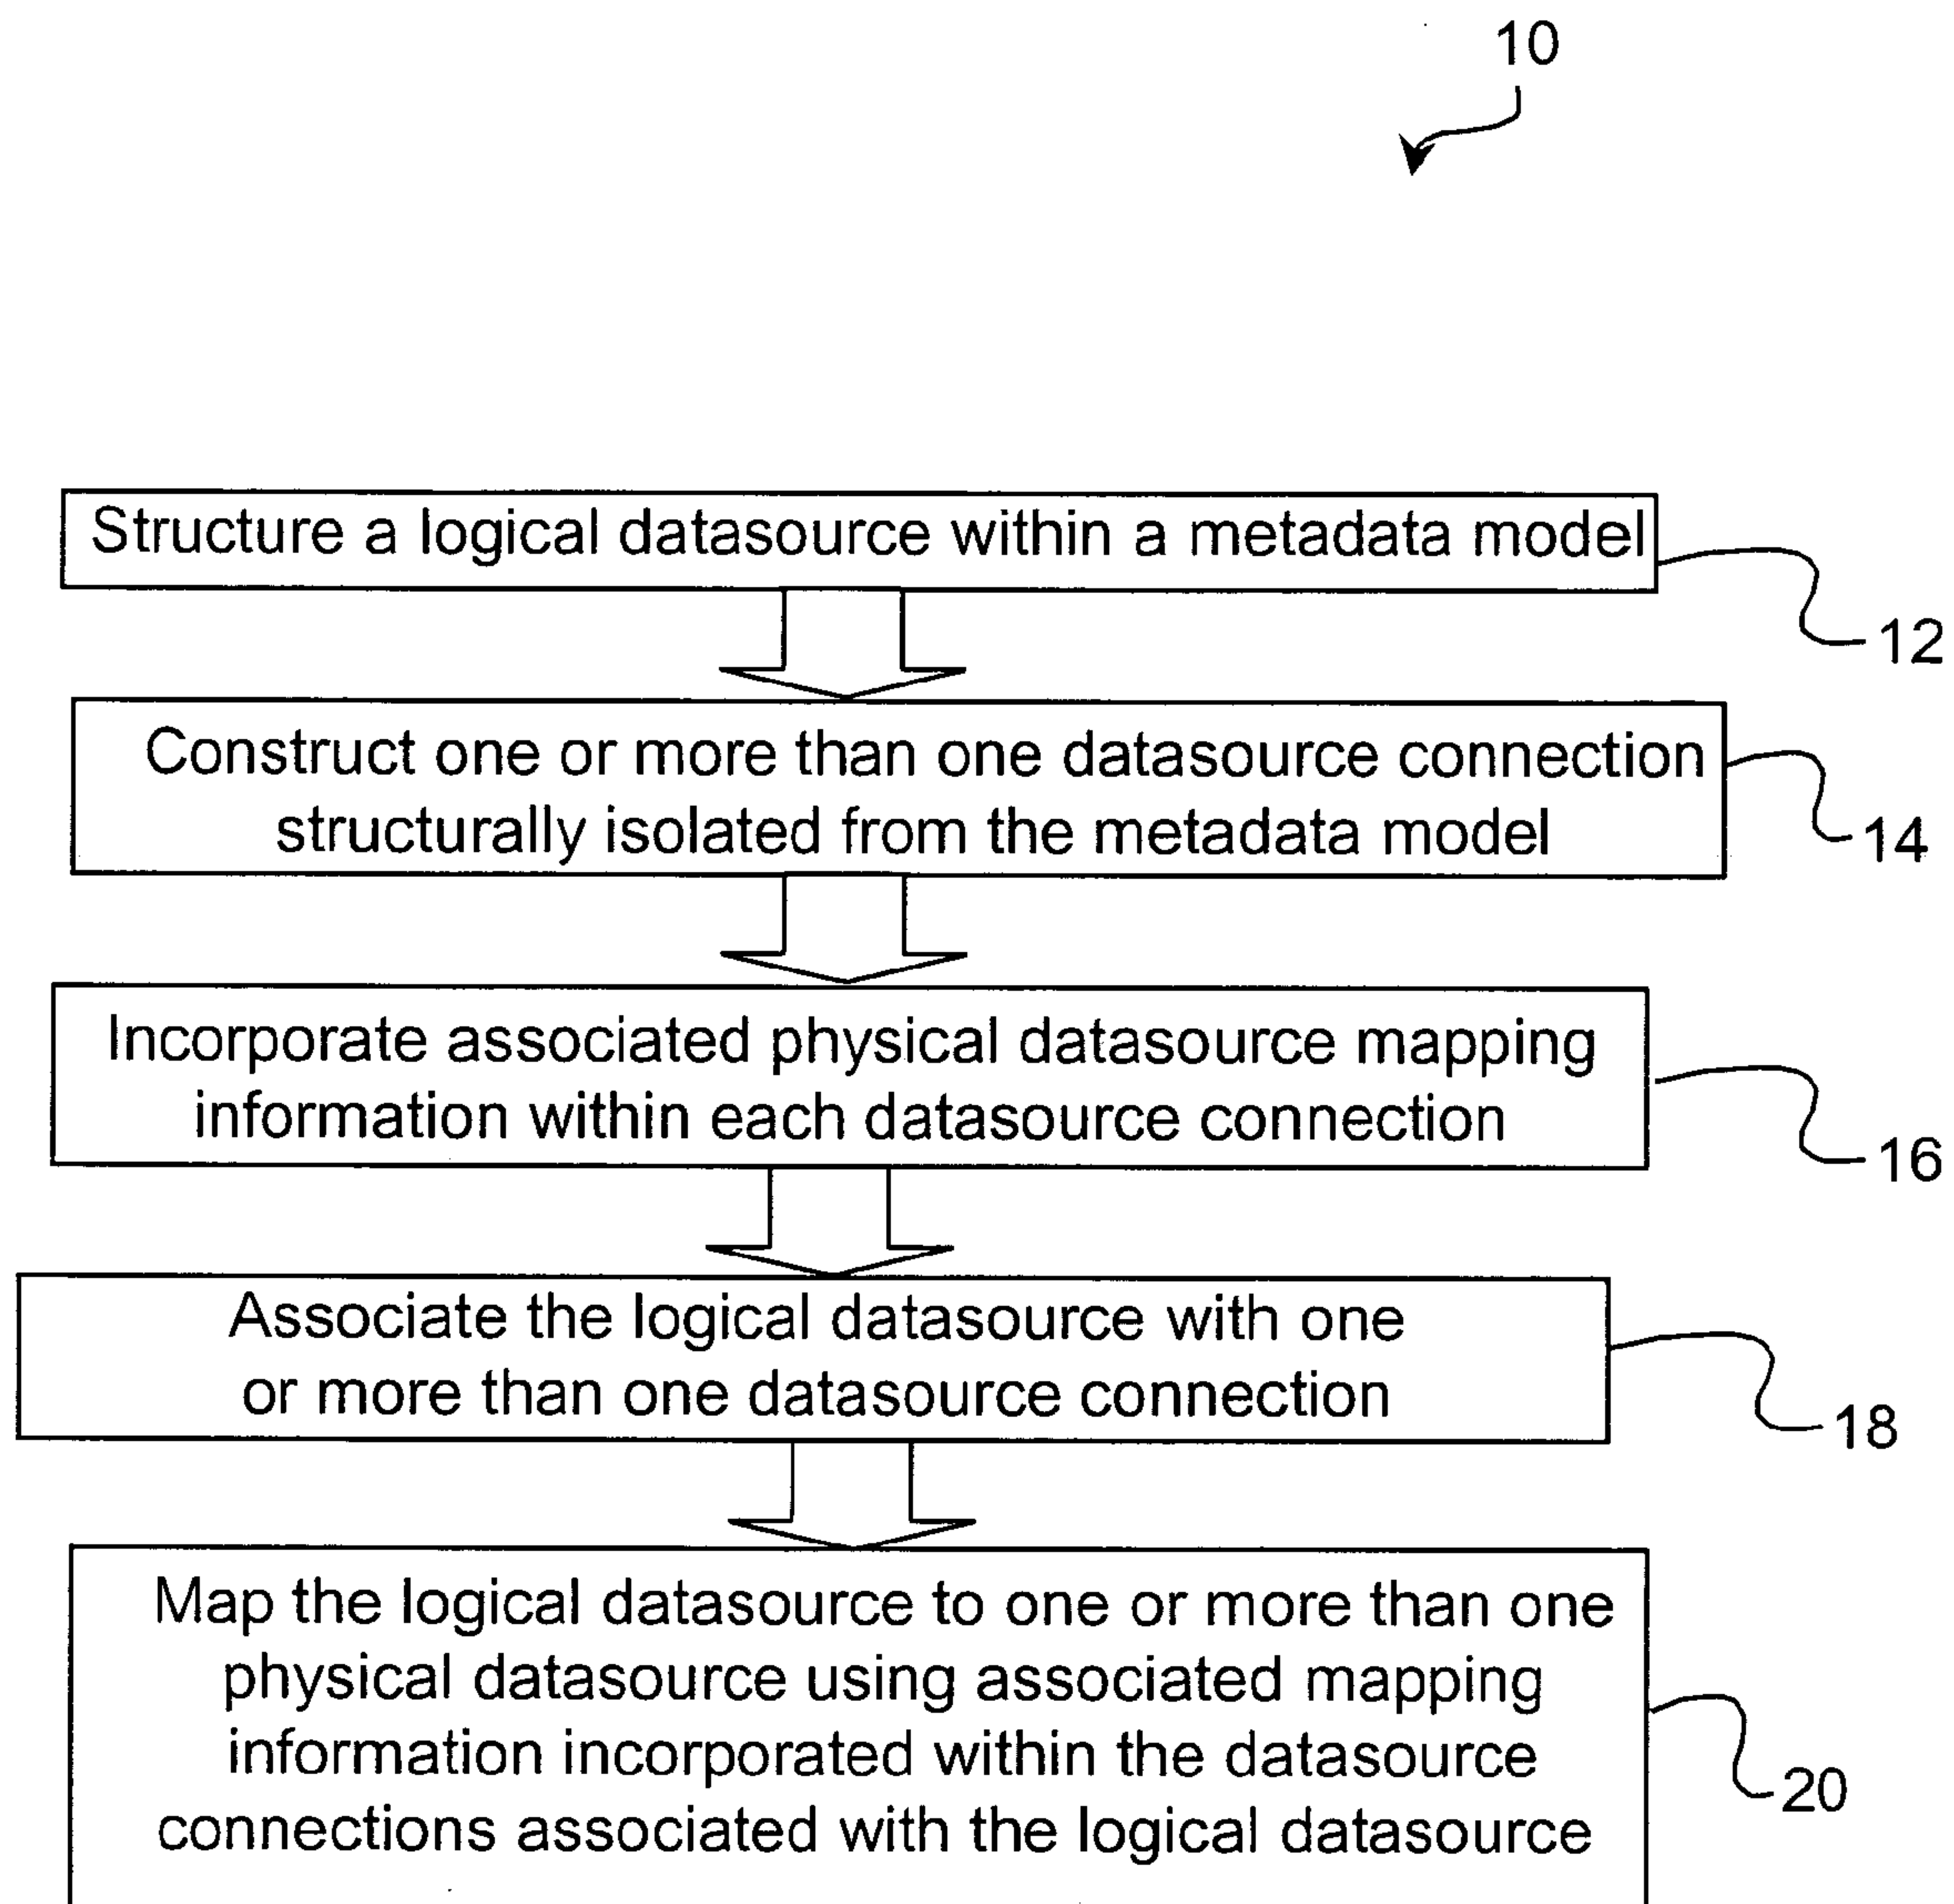 10
Structure a logical datasource within a metadata model
12
Construct one or more than one datasource connection
structurally isolated from the metadata model
14
Incorporate associated physical datasource mapping
information within each datasource connection
16
Associate the logical datasource with one
or more than one datasource connection
18
Map the logical datasource to one or more than one
physical datasource using associated mapping
information incorporated within the datasource
connections associated with the logical datasource
20